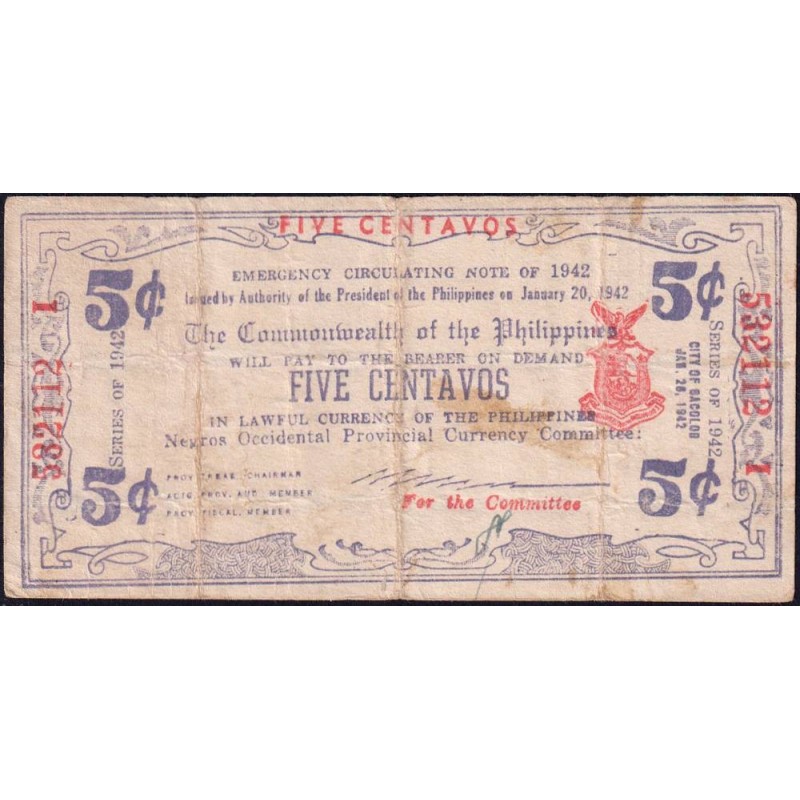 FIVE CENTAVOS
5¢ 5¢
EMERGENCY CIRCULATING NOTE OF 1942
Issued by Authority of the President of the Philippines on January 20, 1942
The Commonwealth of the Philippines
WILL PAY TO THE BEARER ON DEMAND
FIVE CENTAVOS
IN LAWFUL CURRENCY OF THE PHILIPPINES
Negros Occidental Provincial Currency Committee:
PROV. TREAS. CHAIRMAN
ACTG. PROV. AUD. MEMBER
PROV. FISCAL, MEMBER
For the Committee
5¢ 5¢
SERIES OF 1942
532112 1
CITY OF BACOLOD
JAN. 26, 1942
SERIES OF 1942
532112 1